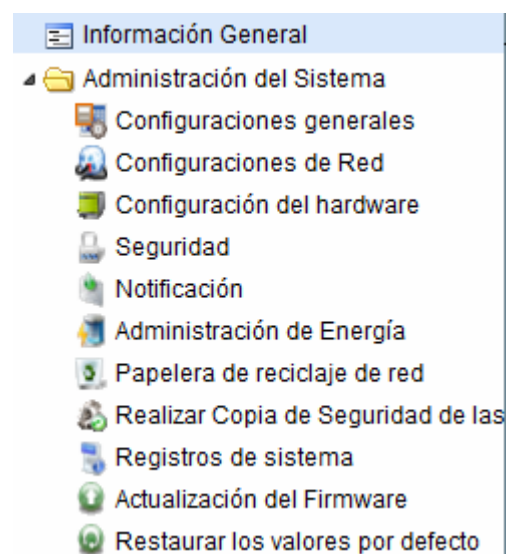 Información General
Administración del Sistema
Configuraciones generales
Configuraciones de Red
Configuración del hardware
Seguridad
Notificación
Administración de Energía
Papelera de reciclaje de red
Realizar Copia de Seguridad de las
Registros de sistema
Actualización del Firmware
Restaurar los valores por defecto